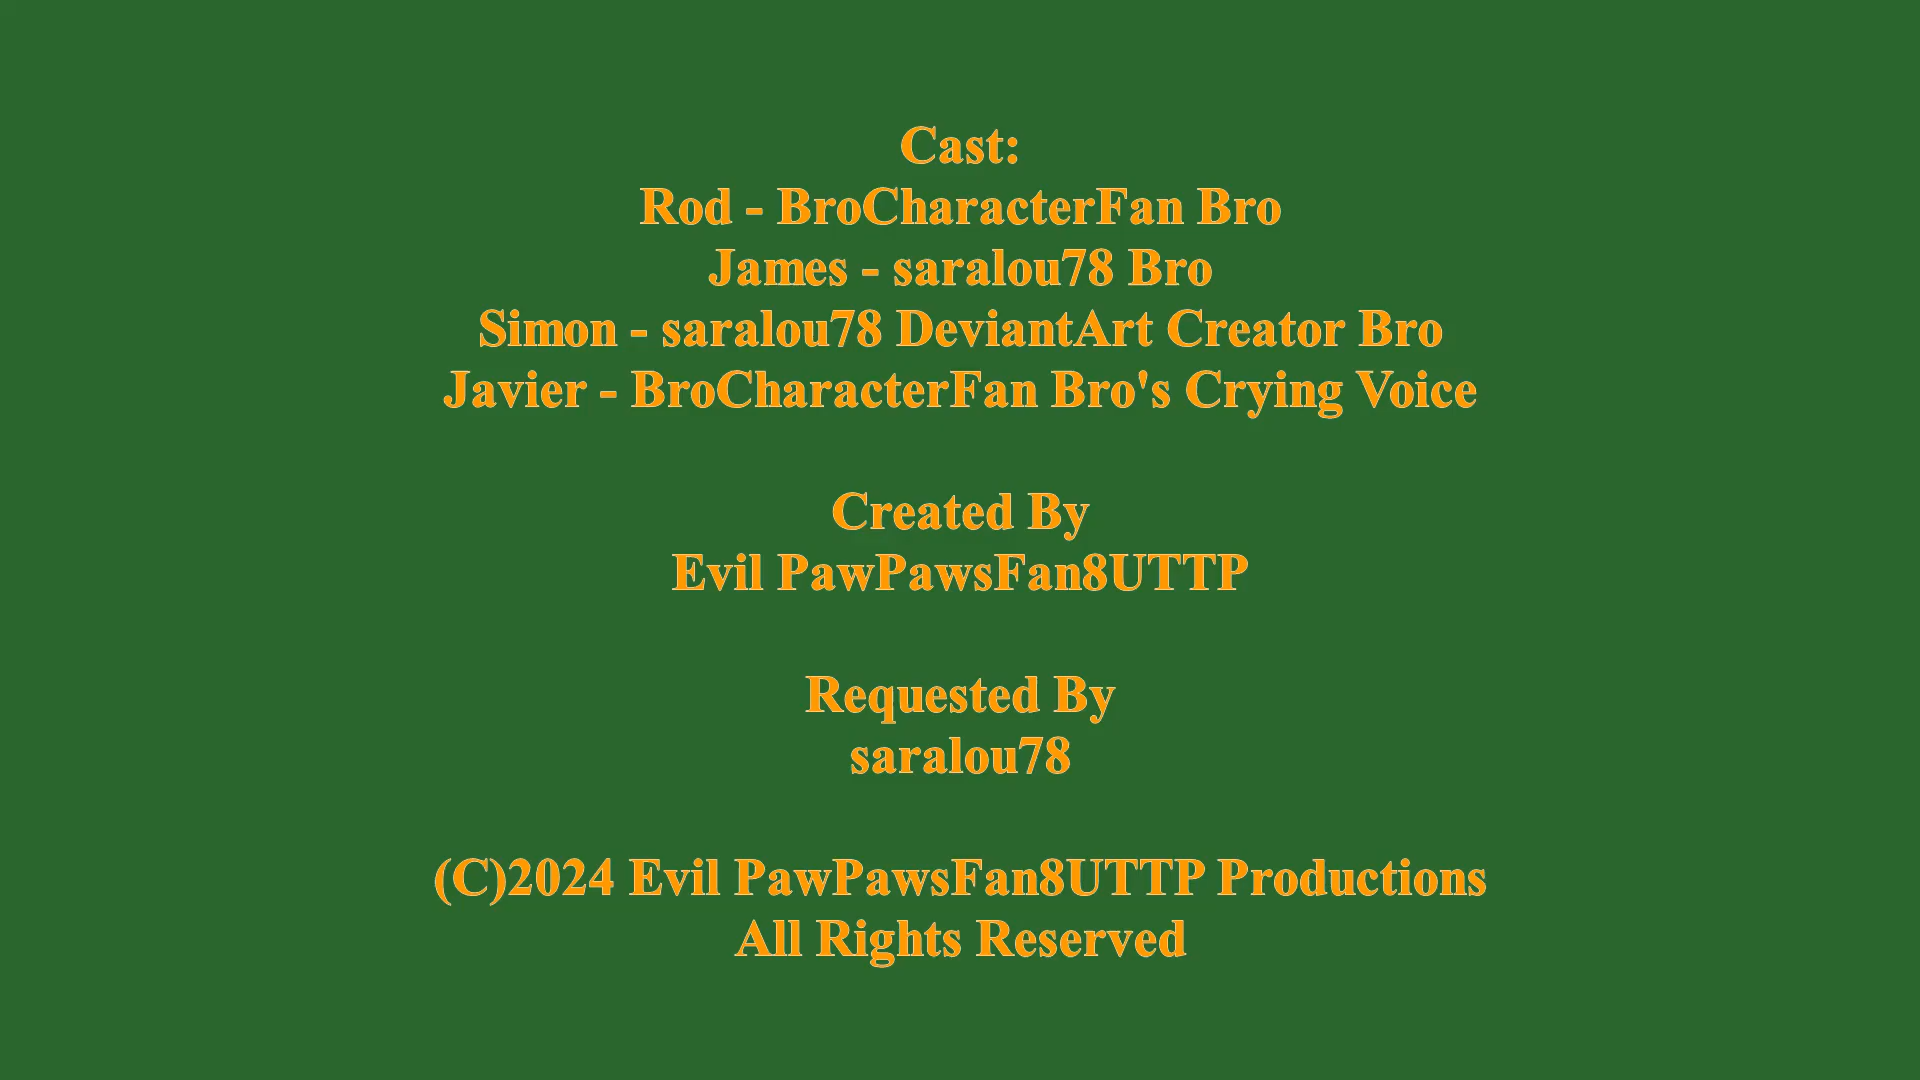 Cast:
Rod - BroCharacterFan Bro
James - saralou78 Bro
Simon - saralou78 DeviantArt Creator Bro
Javier - BroCharacterFan Bro's Crying Voice
Created By
Evil PawPawsFan8UTTP
Requested By
saralou78
(C)2024 Evil PawPawsFan8UTTP Productions
All Rights Reserved